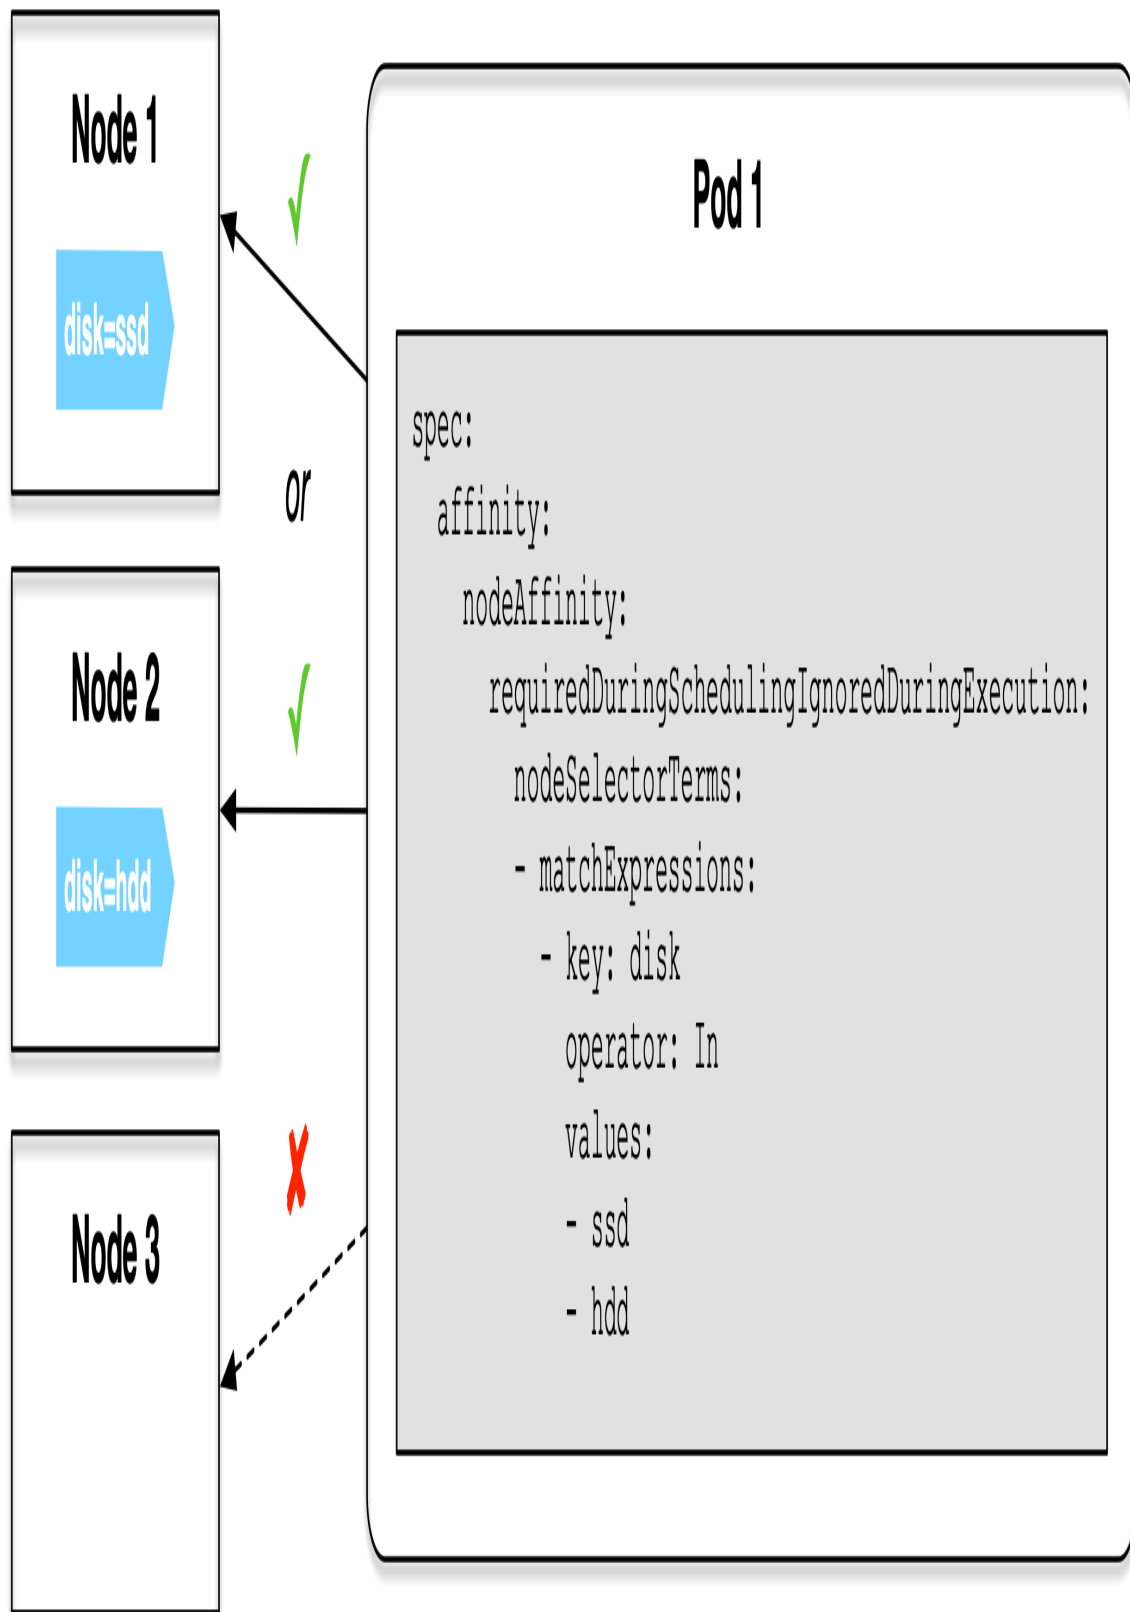 Node 1
disk=ssd
or
Node 2
disk=hdd
Node 3
Pod 1
spec:
affinity:
nodeAffinity:
requiredDuringSchedulingIgnoredDuringExecution:
nodeSelectorTerms:
- matchExpressions:
- key: disk
operator: In
values:
- ssd
- hdd